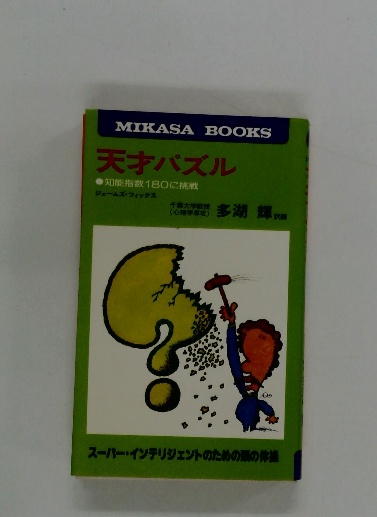 MIKASA BOOKS
天才パズル
●知能指数180に挑戦
ジェームズ・フィックス
千葉大学教授
(心理学専攻) 多湖 輝 訳編
スーパー・インテリジェントのための頭の体操